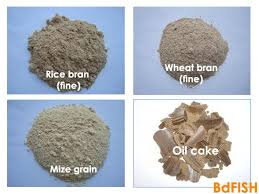 Rice bran
(fine)
Wheat bran
(fine)
Mize grain
Oil cake
BdFISH